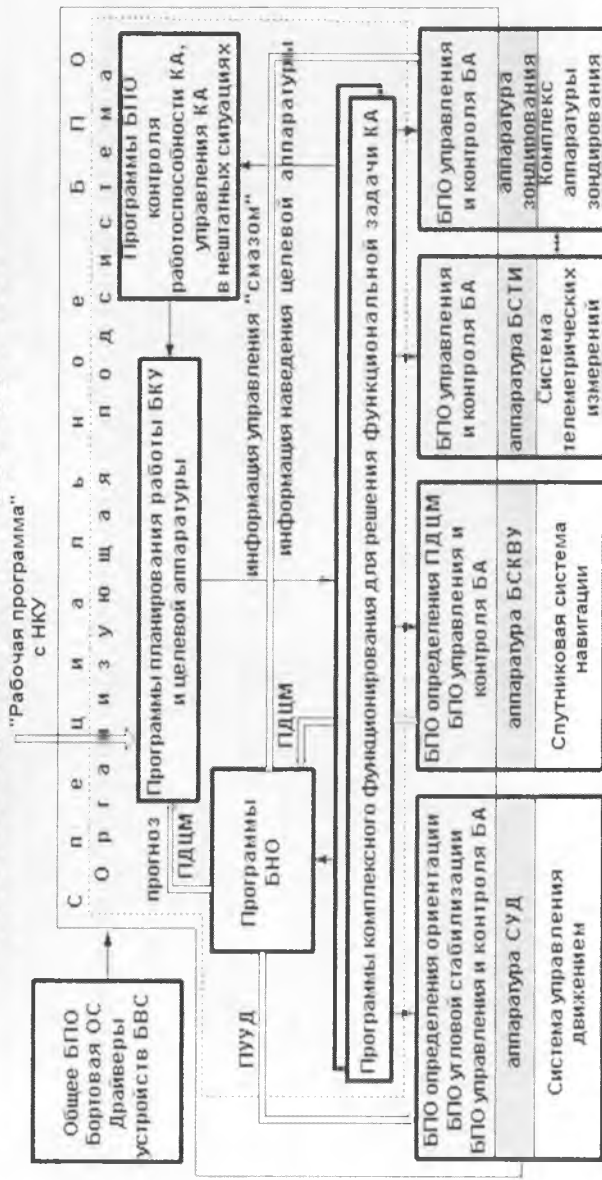 "Рабочая программа"
с НКУ
Специальное БПО
Организующая подсистема
Общее БПО
Бортовая ОС
Драйверы
устройств БВС
прогноз
ПДЦМ
Программы планирования работы БКУ
и целевой аппаратуры
Программы БПО
контроля
работоспособности КА,
управления КА
в нештатных ситуациях
Программы
БНО
ПУУД
ПДЦМ
информация управления "смазом"
информация наведения целевой аппаратуры
Программы комплексного функционирования для решения функциональной задачи КА
БПО определения ориентации
БПО угловой стабилизации
БПО управления и контроля БА
аппаратура СУД
Система управления
движением
БПО определения ПДЦМ
БПО управления и
контроля БА
аппаратура БСКВУ
Спутниковая система
навигации
БПО управления
и контроля БА
аппаратура БСТИ
Система
телеметрических
измерений
БПО управления
и контроля БА
аппаратура
зондирования
Комплекс
аппаратуры
зондирования